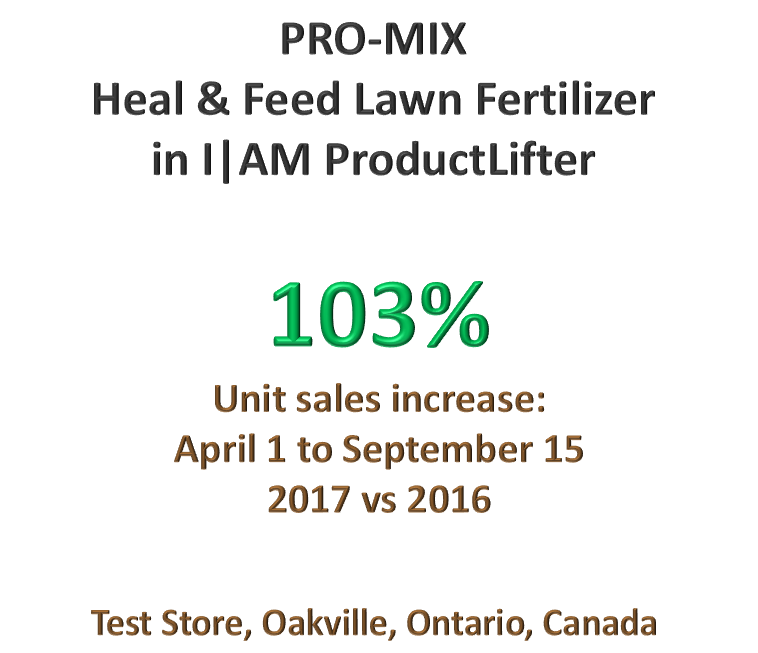 PRO-MIX
Heal & Feed Lawn Fertilizer
in I|AM ProductLifter
103%
Unit sales increase:
April 1 to September 15
2017 vs 2016
Test Store, Oakville, Ontario, Canada